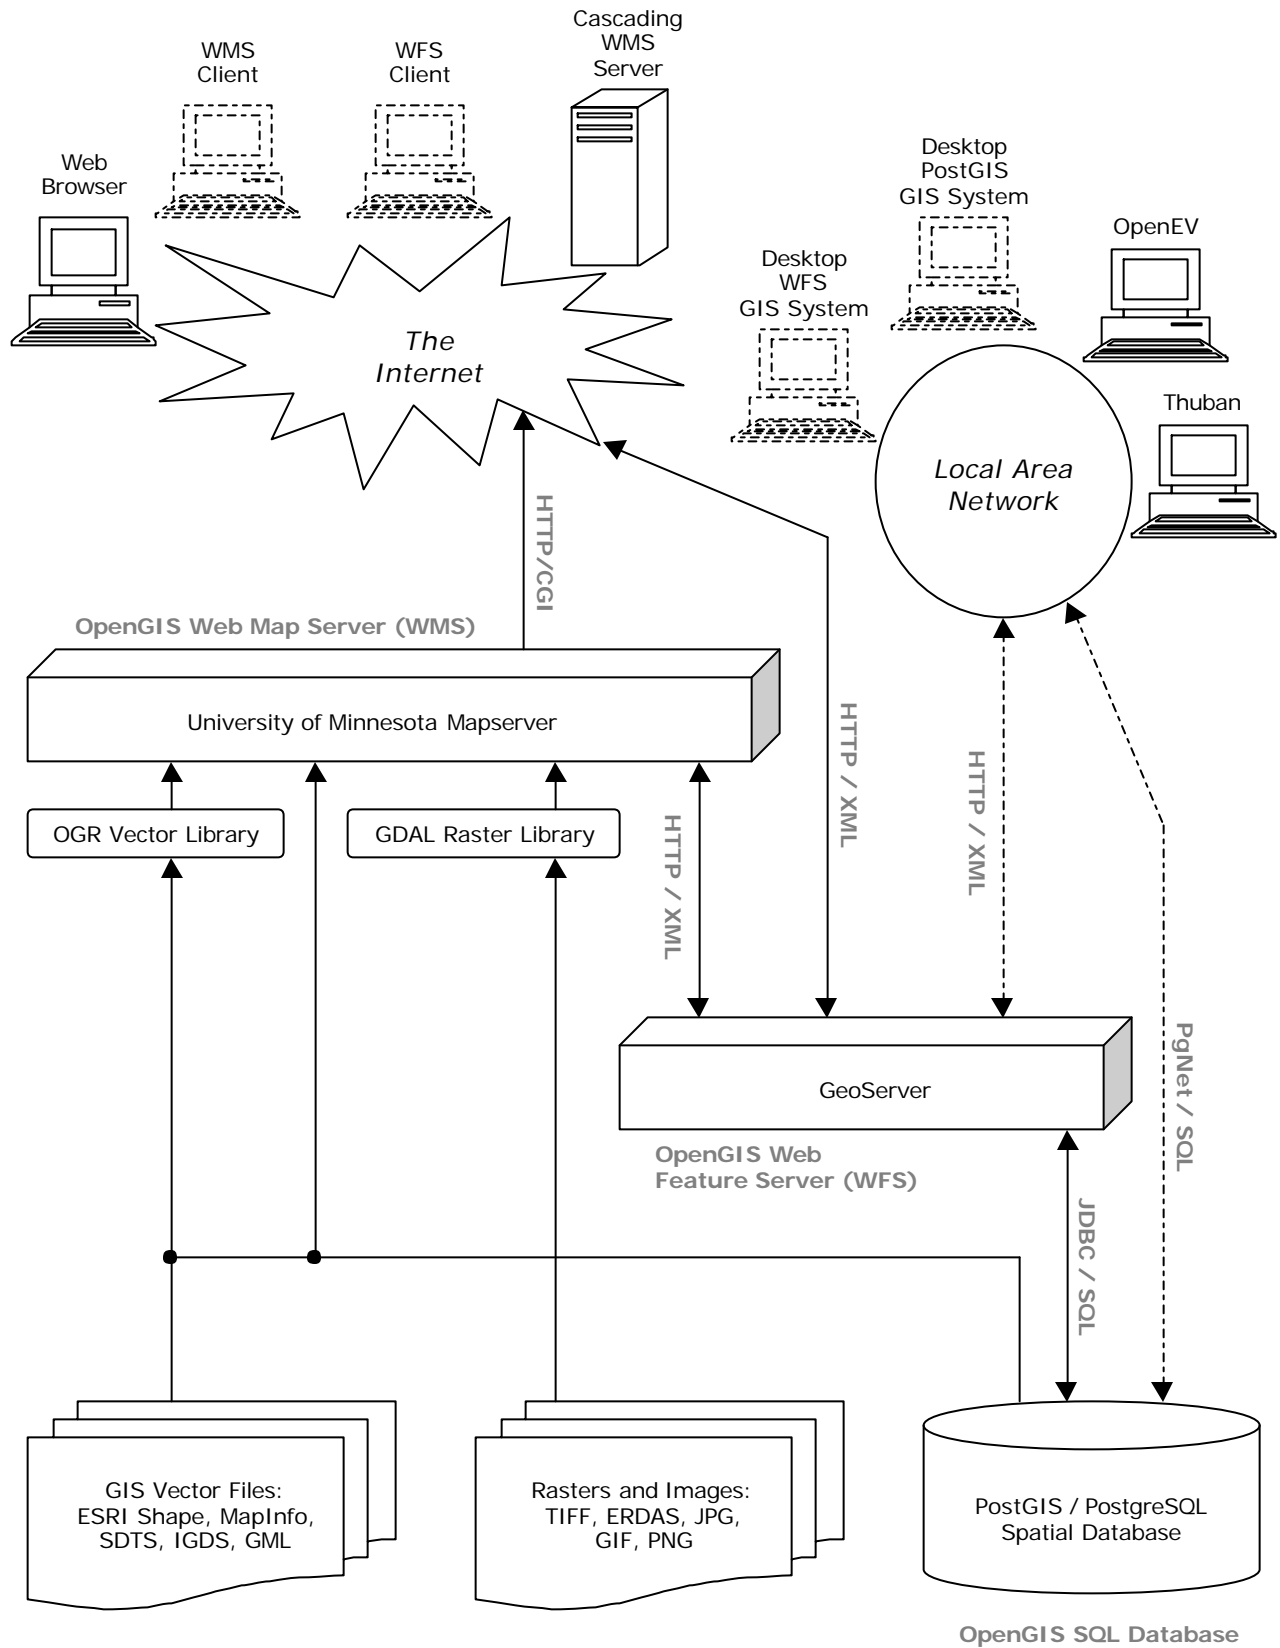 Cascading
WMS
Server
WMS
Client
WFS
Client
Web
Browser
Desktop
PostGIS
GIS System
OpenEV
Desktop
WFS
GIS System
The
Internet
Thuban
Local Area
Network
HTTP/CGI
OpenGIS Web Map Server (WMS)
University of Minnesota Mapserver
HTTP / XML
HTTP / XML
OGR Vector Library
GDAL Raster Library
HTTP / XML
PgNet / SQL
GeoServer
OpenGIS Web
Feature Server (WFS)
JDBC / SQL
GIS Vector Files:
ESRI Shape, MapInfo,
SDTS, IGDS, GML
Rasters and Images:
TIFF, ERDAS, JPG,
GIF, PNG
PostGIS / PostgreSQL
Spatial Database
OpenGIS SQL Database